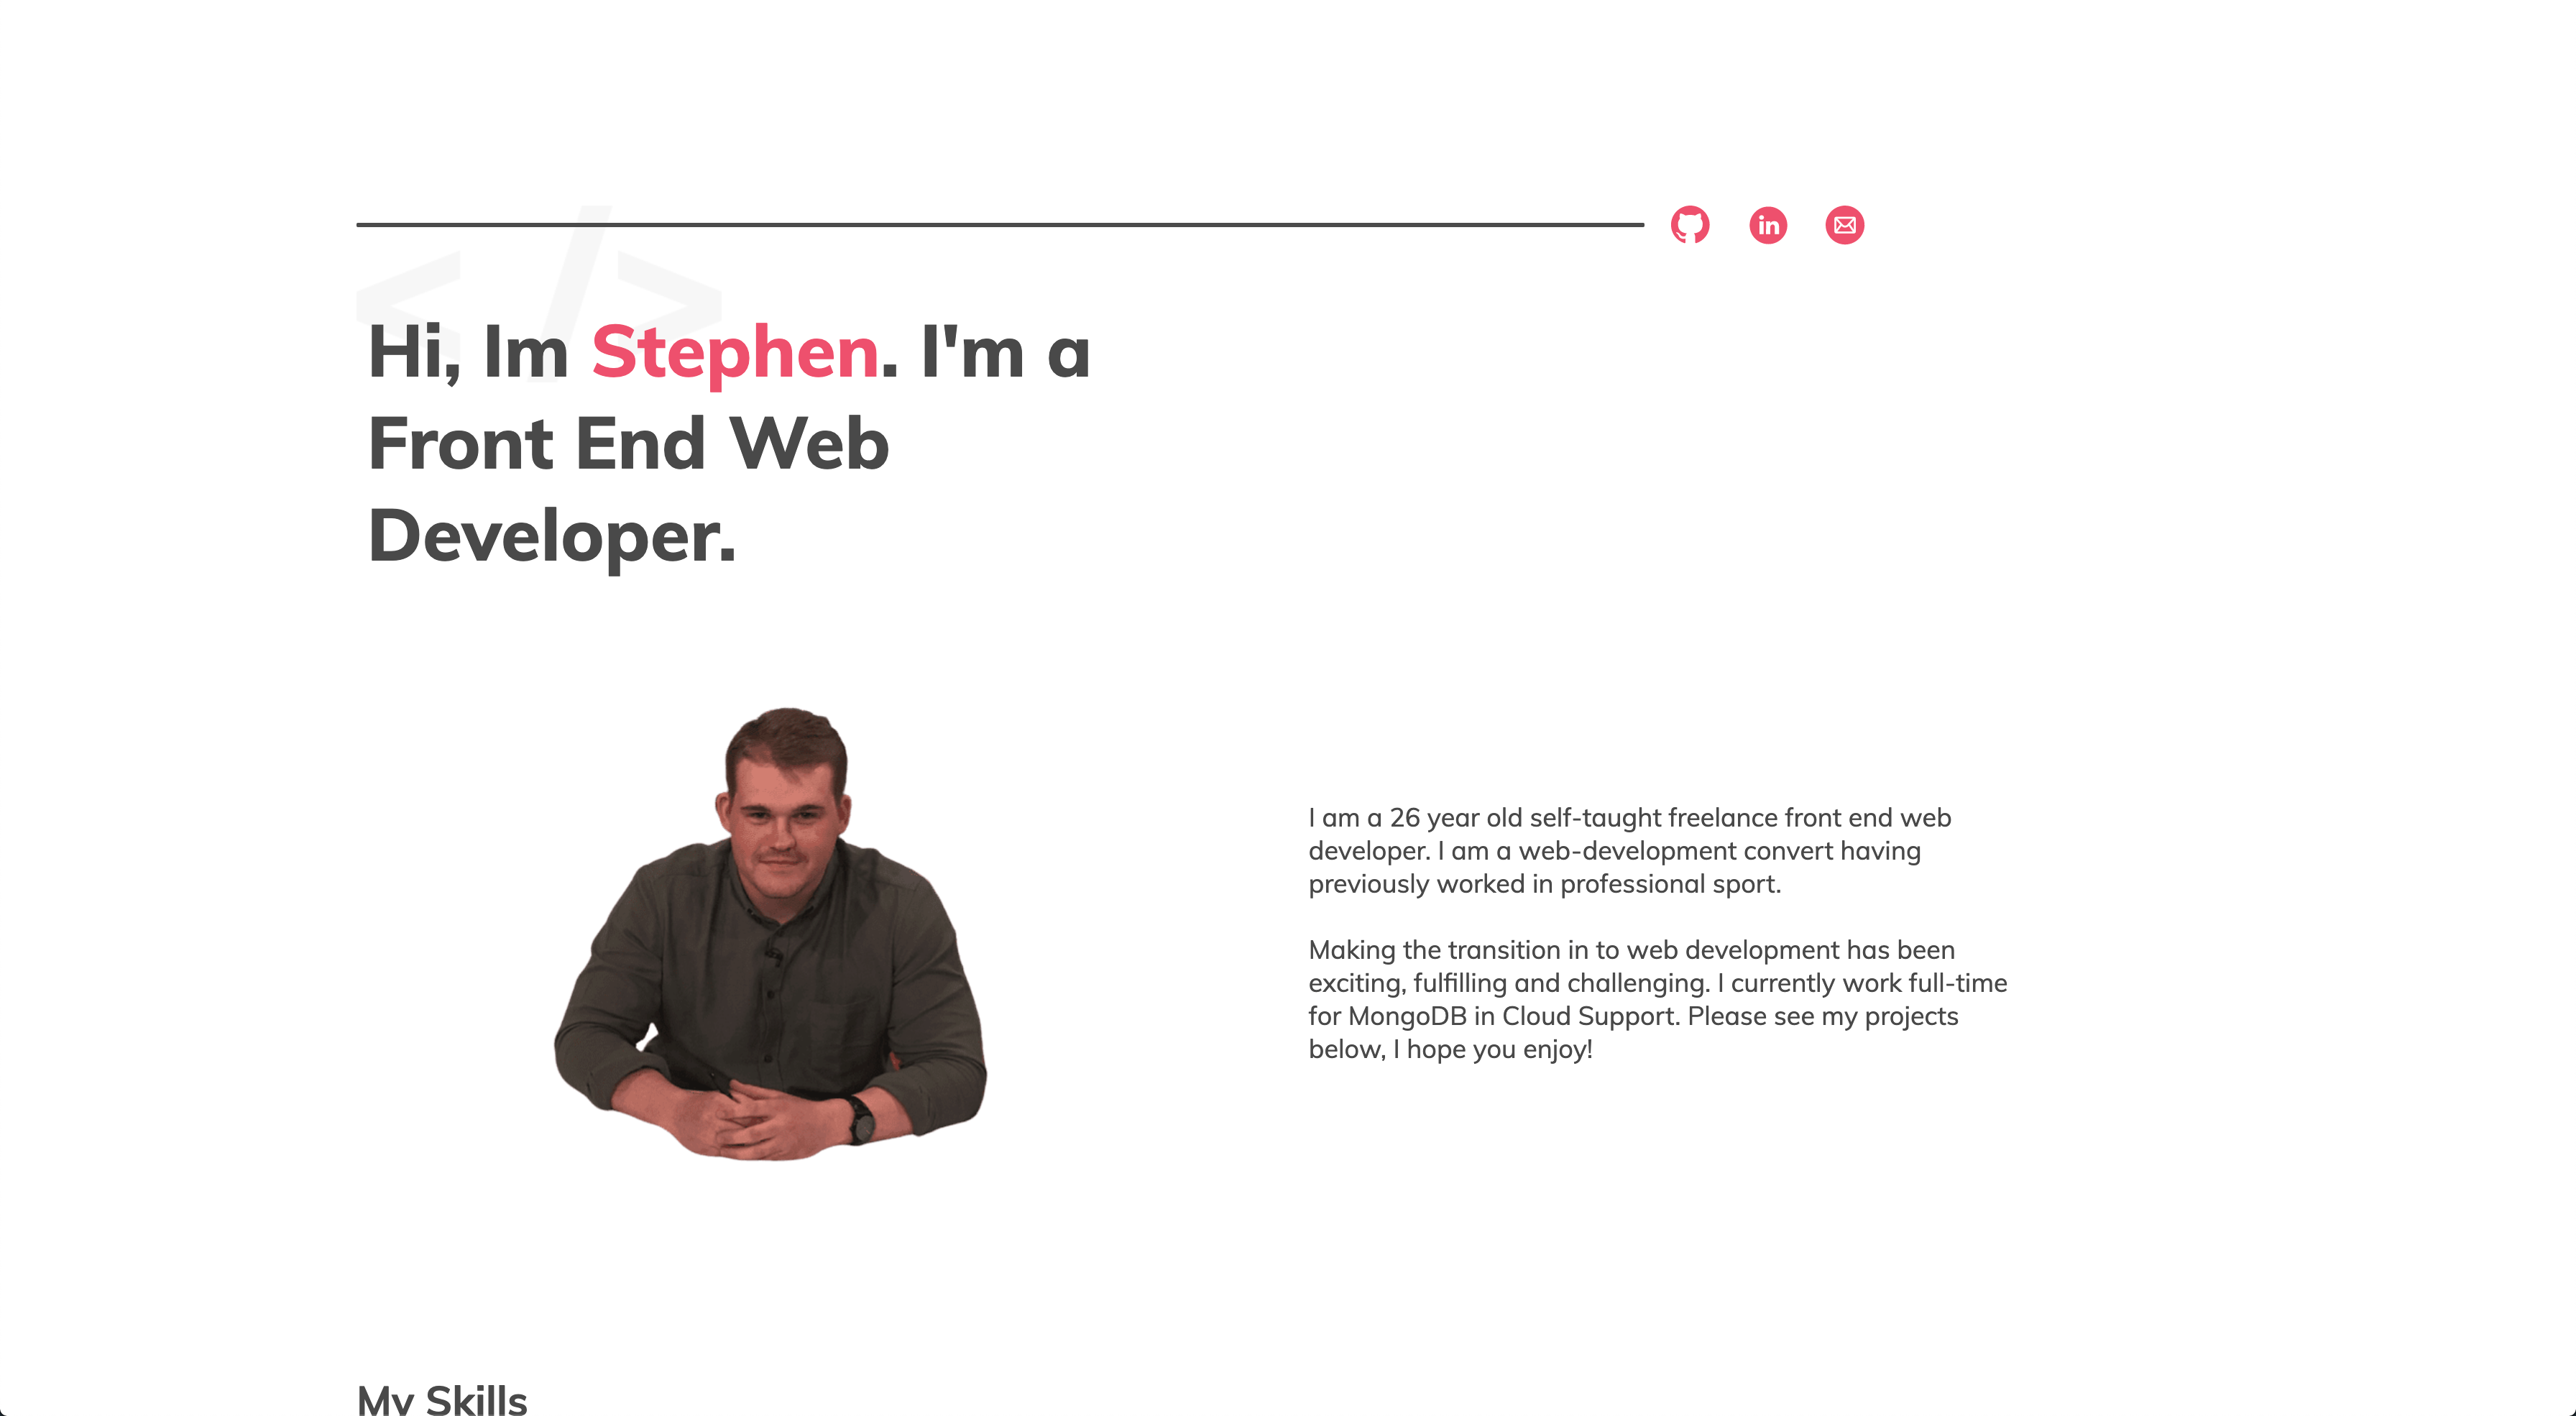 </>
in
Hi, Im Stephen. I'm a
Front End Web
Developer.
I am a 26 year old self-taught freelance front end web
developer. I am a web-development convert having
previously worked in professional sport.
Making the transition in to web development has been
exciting, fulfilling and challenging. I currently work full-time
for MongoDB in Cloud Support. Please see my projects
below, I hope you enjoy!
My Skills